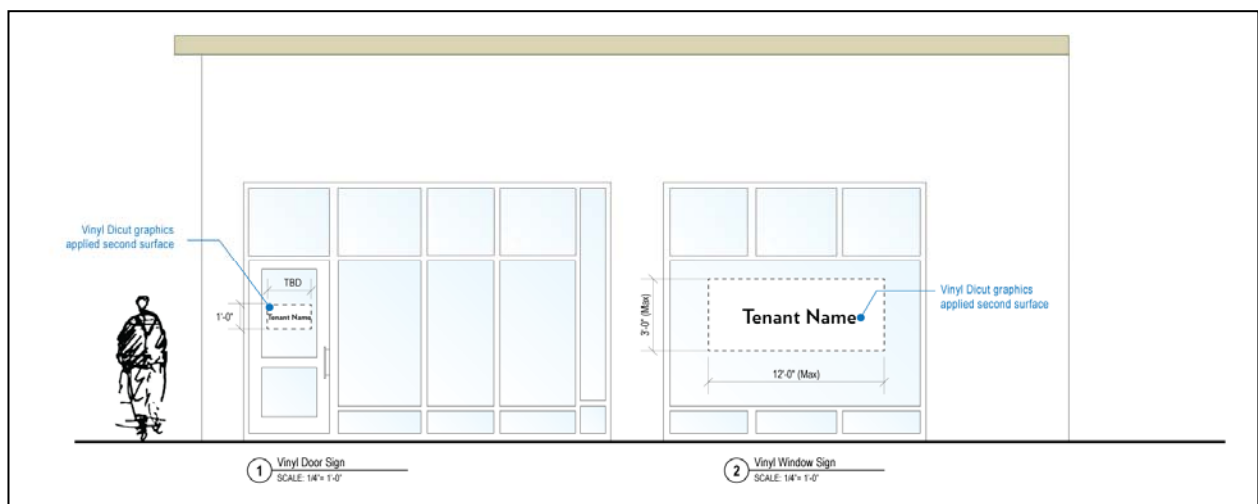 Vinyl Dicut graphics
applied second surface
TBD
1'-0"
Tenant Name
3'-0" (Max)
Tenant Name
12'-0" (Max)
Vinyl Dicut graphics
applied second surface
1
Vinyl Door Sign
SCALE: 1/4"= 1'-0"
2
Vinyl Window Sign
SCALE: 1/4"= 1'-0"